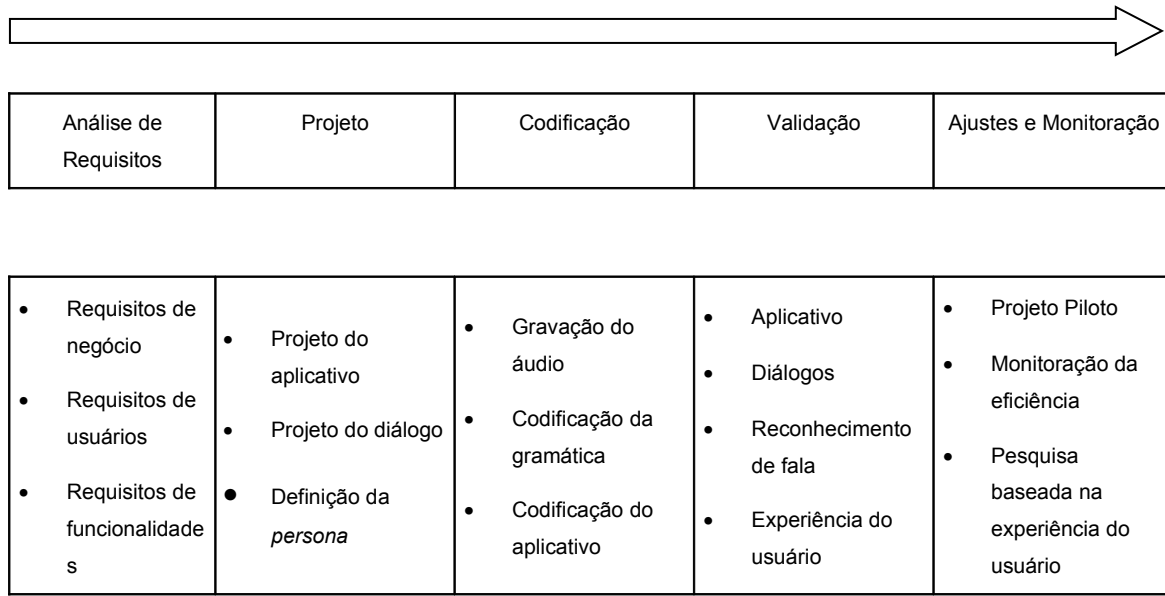 Análise de
Requisitos
Projeto
Codificação
Validação
Ajustes e Monitoração
• Requisitos de
negócio
• Requisitos de
usuários
• Requisitos de
funcionalidade
s
• Projeto do
aplicativo
• Projeto do diálogo
• Definição da
persona
• Gravação do
áudio
• Codificação da
gramática
• Codificação do
aplicativo
• Aplicativo
• Diálogos
• Reconhecimento
de fala
• Experiência do
usuário
• Projeto Piloto
• Monitoração da
eficiência
• Pesquisa
baseada na
experiência do
usuário